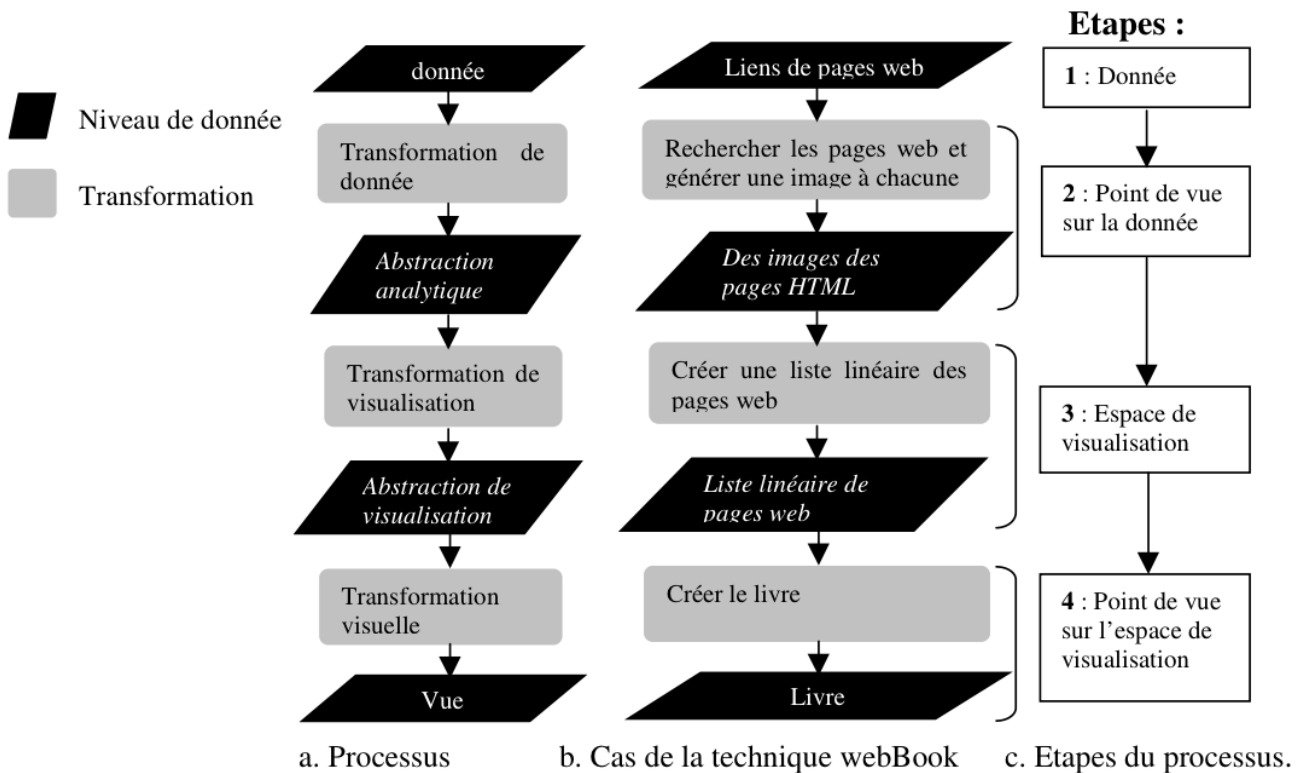 Etapes :
Niveau de donnée
Transformation
donnée
Transformation de
donnée
Abstraction
analytique
Transformation de
visualisation
Abstraction de
visualisation
Transformation
visuelle
Vue
Liens de pages web
Rechercher les pages web et
générer une image à chacune
Des images des
pages HTML
Créer une liste linéaire des
pages web
Liste linéaire de
pages web
Créer le livre
Livre
1 : Donnée
2 : Point de vue
sur la donnée
3 : Espace de
visualisation
4 : Point de vue
sur l'espace de
visualisation
a. Processus
b. Cas de la technique webBook
c. Etapes du processus.